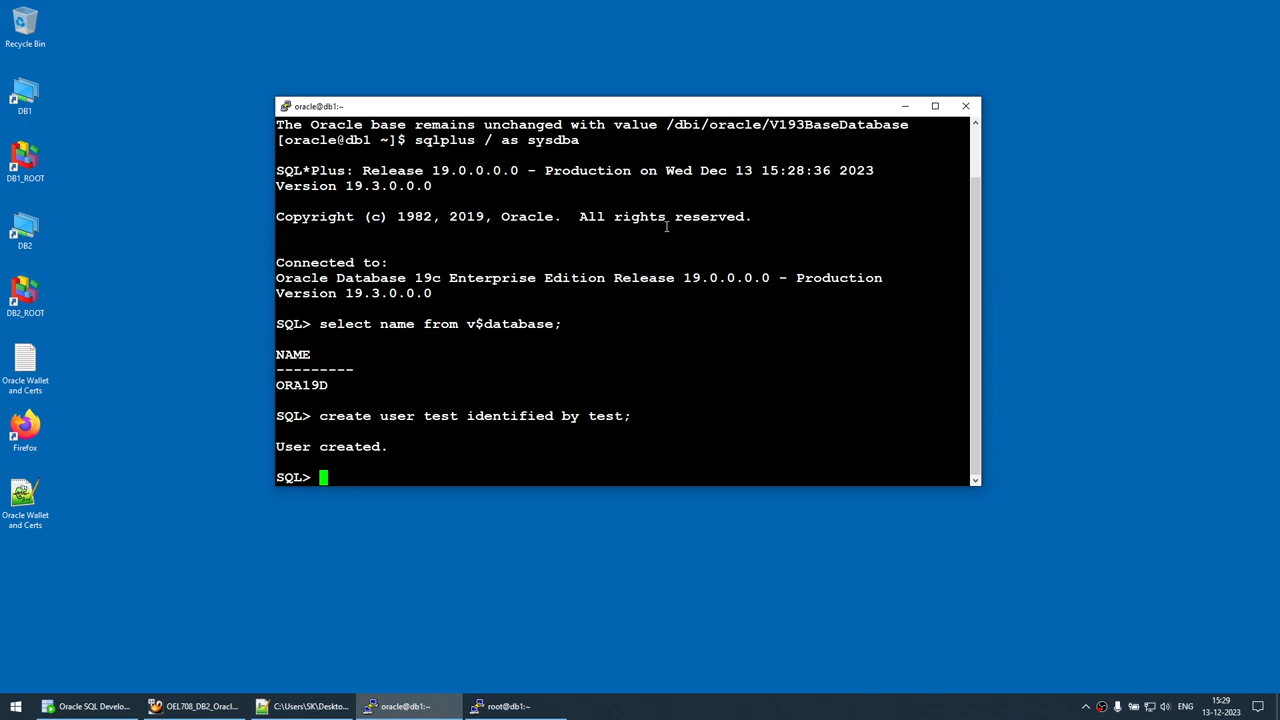 Recycle Bin
DB1
DB1_ROOT
DB2
DB2_ROOT
Oracle Wallet
and Certs
Firefox
Oracle Wallet
and Certs
oracle@db1:~
The Oracle base remains unchanged with value /dbi/oracle/V193BaseDatabase
[oracle@db1 ~]$ sqlplus / as sysdba
SQL*Plus: Release 19.0.0.0.0 - Production on Wed Dec 13 15:28:36 2023
Version 19.3.0.0.0
Copyright (c) 1982, 2019, Oracle.  All rights reserved.
Connected to:
Oracle Database 19c Enterprise Edition Release 19.0.0.0.0 - Production
Version 19.3.0.0.0
SQL> select name from v$database;
NAME
---------
ORA19D
SQL> create user test identified by test;
User created.
SQL>
Oracle SQL Develo...
OEL708_DB2_Oracl...
C:\Users\SK\Deskto...
oracle@db1:~
root@db1:~
ENG
15:29
13-12-2023